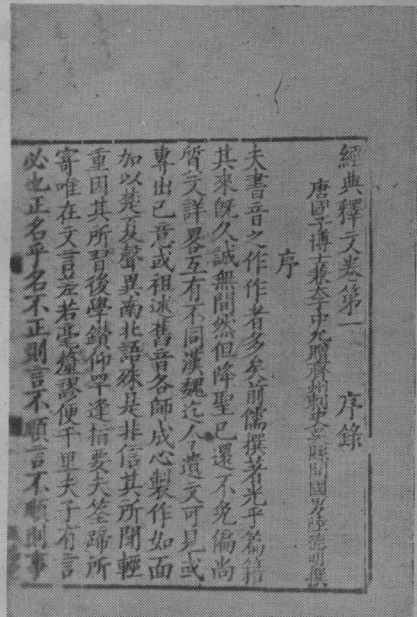 經典釋文卷第一　序錄
唐國子博士兼太子中允贈齊州刺史吳縣開國男陸德明撰
序
夫書音之作作者多矣前儒撰著光乎篇籍
其來旣久誠無間然但降聖已還不免偏尚
質文詳畧互有不同漢魏迄今遺文可見或
專出已意或祖述舊音各師成心製作如面
加以楚夏聲異南北語殊是非信其所聞輕
重因其所習後學鑽仰罕逢指要夫筌蹄所
寄唯在文言差若毫釐謬便千里夫子有言
必也正名乎名不正則言不順言不順則事